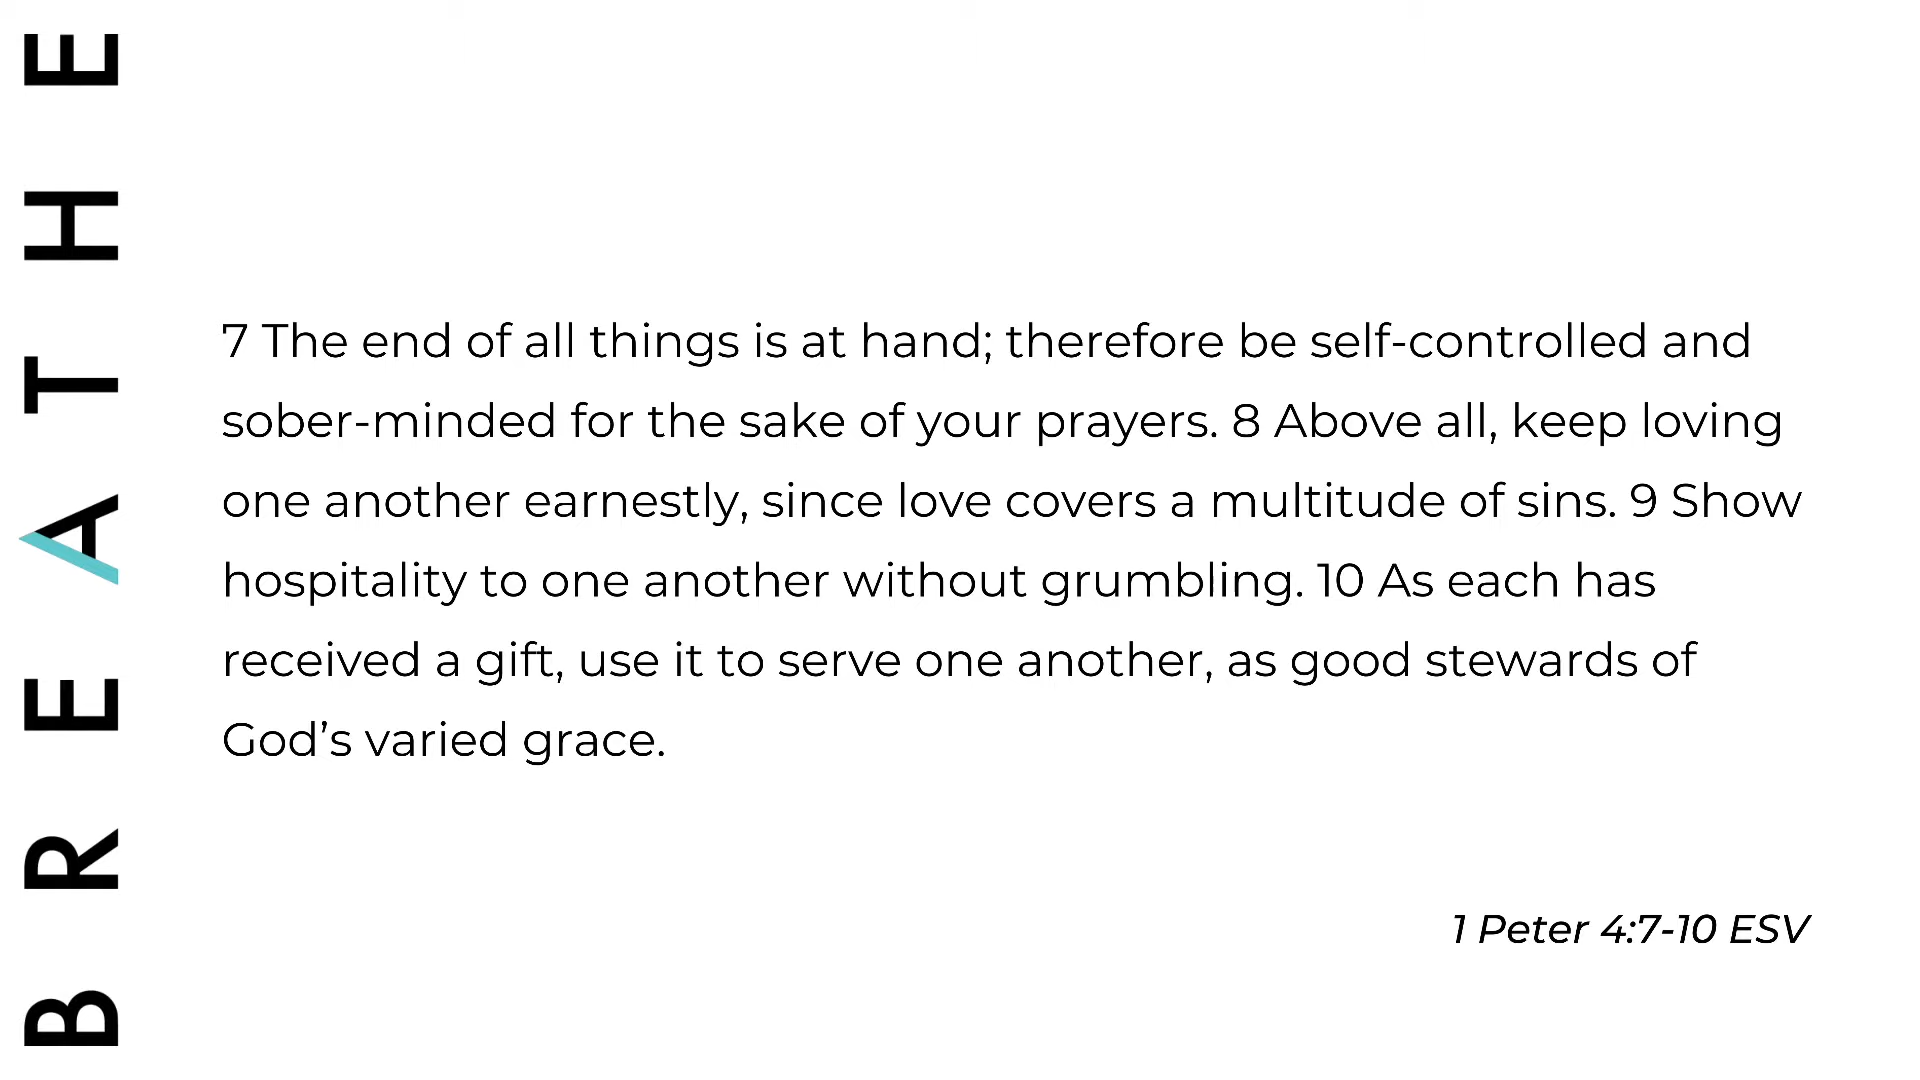 BREATHE
7 The end of all things is at hand; therefore be self-controlled and
sober-minded for the sake of your prayers. 8 Above all, keep loving
one another earnestly, since love covers a multitude of sins. 9 Show
hospitality to one another without grumbling. 10 As each has
received a gift, use it to serve one another, as good stewards of
God’s varied grace.
1 Peter 4:7-10 ESV